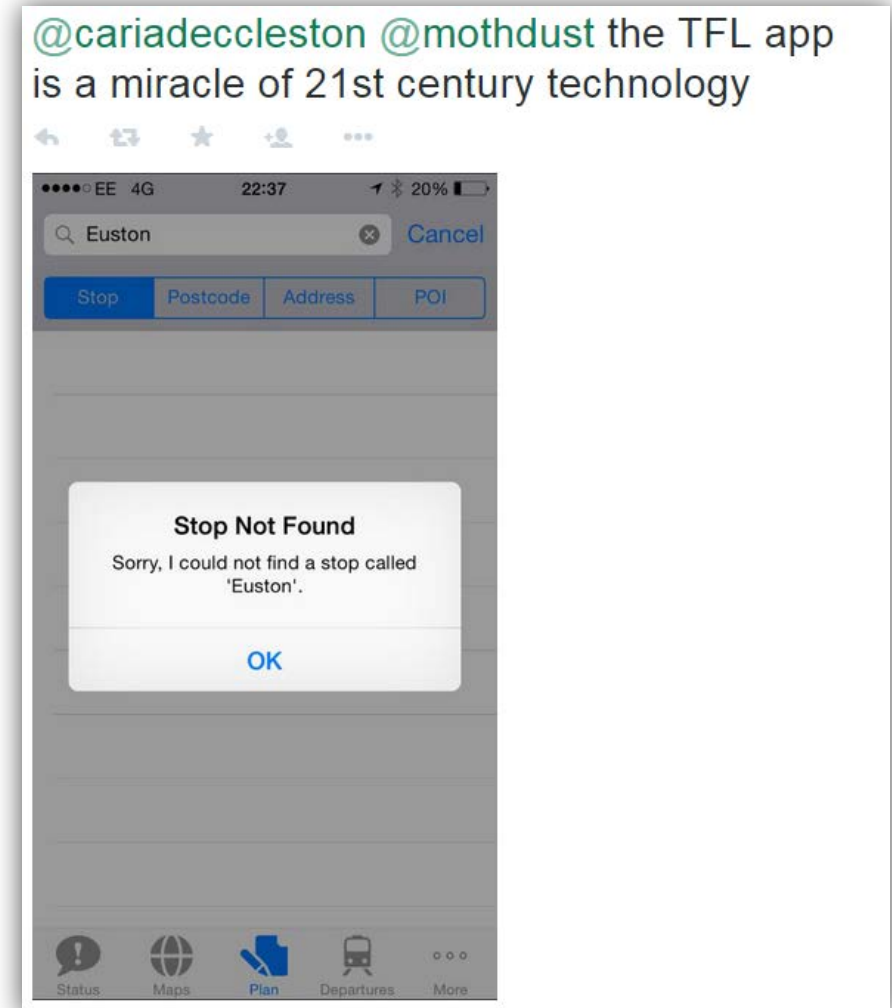 @cariadeccleston @mothdust the TFL app
is a miracle of 21st century technology
EE 4G 22:37 20%
Euston Cancel
Stop Postcode Address POI
Stop Not Found
Sorry, I could not find a stop called
'Euston'.
OK
Status Maps Plan Departures More